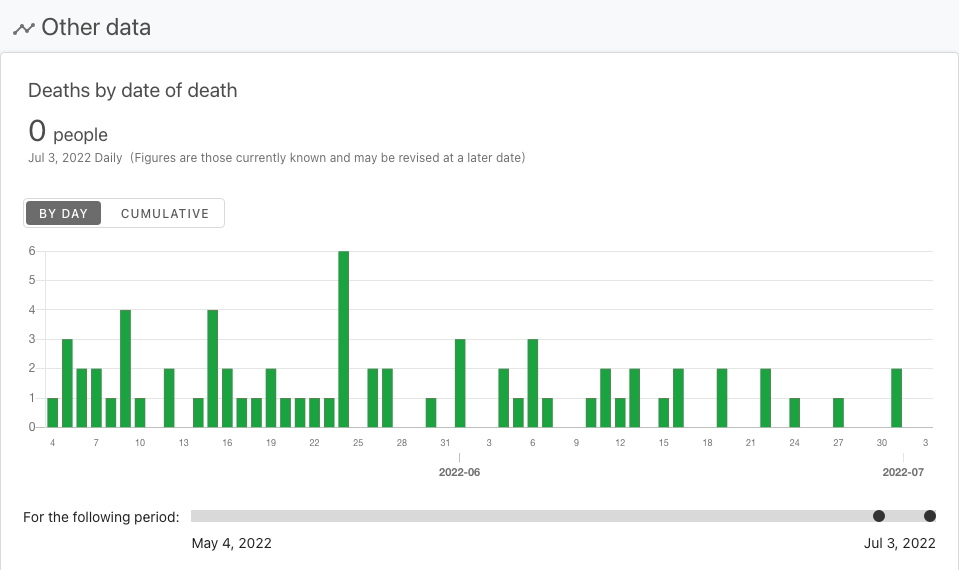 Other data
Deaths by date of death
0 people
Jul 3, 2022 Daily (Figures are those currently known and may be revised at a later date)
BY DAY CUMULATIVE
6
5
4
3
2
1
0
4 7 10 13 16 19 22 25 28 31 3 6 9 12 15 18 21 24 27 30 3
2022-06 2022-07
For the following period:
May 4, 2022 Jul 3, 2022